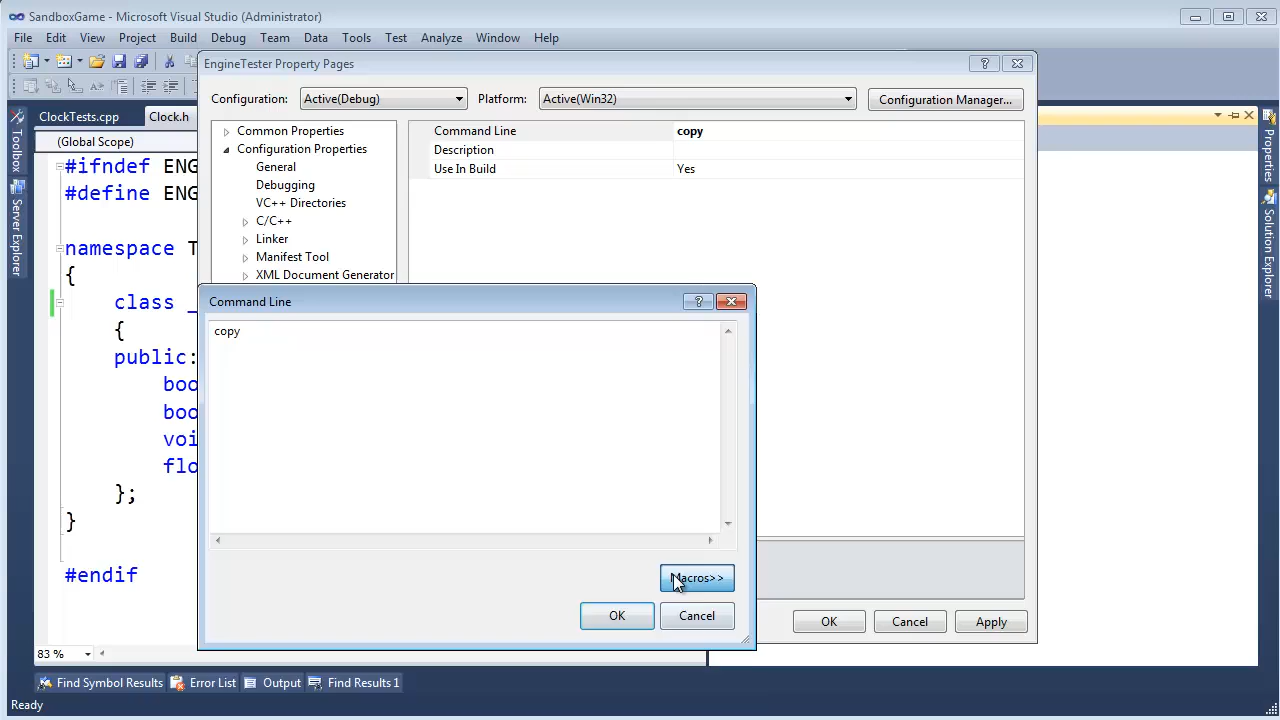 SandboxGame - Microsoft Visual Studio (Administrator)
File Edit View Project Build Debug Team Data Tools Test Analyze Window Help
EngineTester Property Pages
Configuration: Active(Debug) Platform: Active(Win32) Configuration Manager...
ClockTests.cpp Clock.h
(Global Scope)
Common Properties
Configuration Properties
General
Debugging
VC++ Directories
C/C++
Linker
Manifest Tool
XML Document Generator
Command Line copy
Description
Use In Build Yes
#ifndef ENG
#define ENG
namespace T
{
class _
{
public:
boo
boo
voi
flo
};
}
#endif
Command Line
copy
Macros>>
OK Cancel
OK Cancel Apply
Toolbox
Server Explorer
Properties
Solution Explorer
83 %
Find Symbol Results Error List Output Find Results 1
Ready